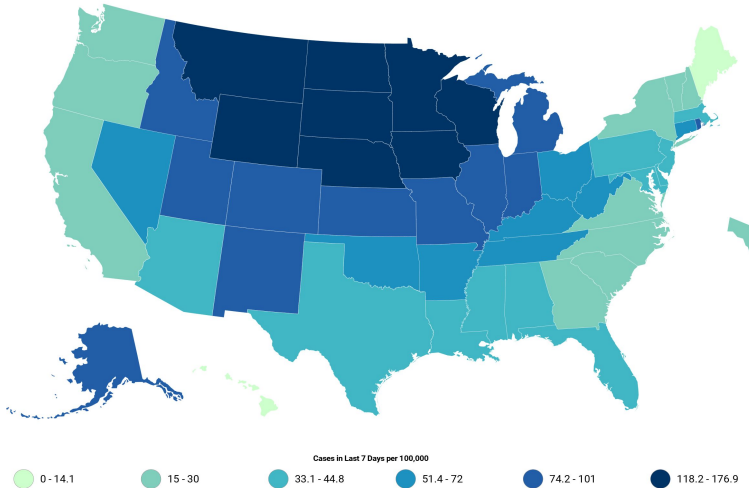 Cases in Last 7 Days per 100,000
0 - 14.1
15 - 30
33.1 - 44.8
51.4 - 72
74.2 - 101
118.2 - 176.9